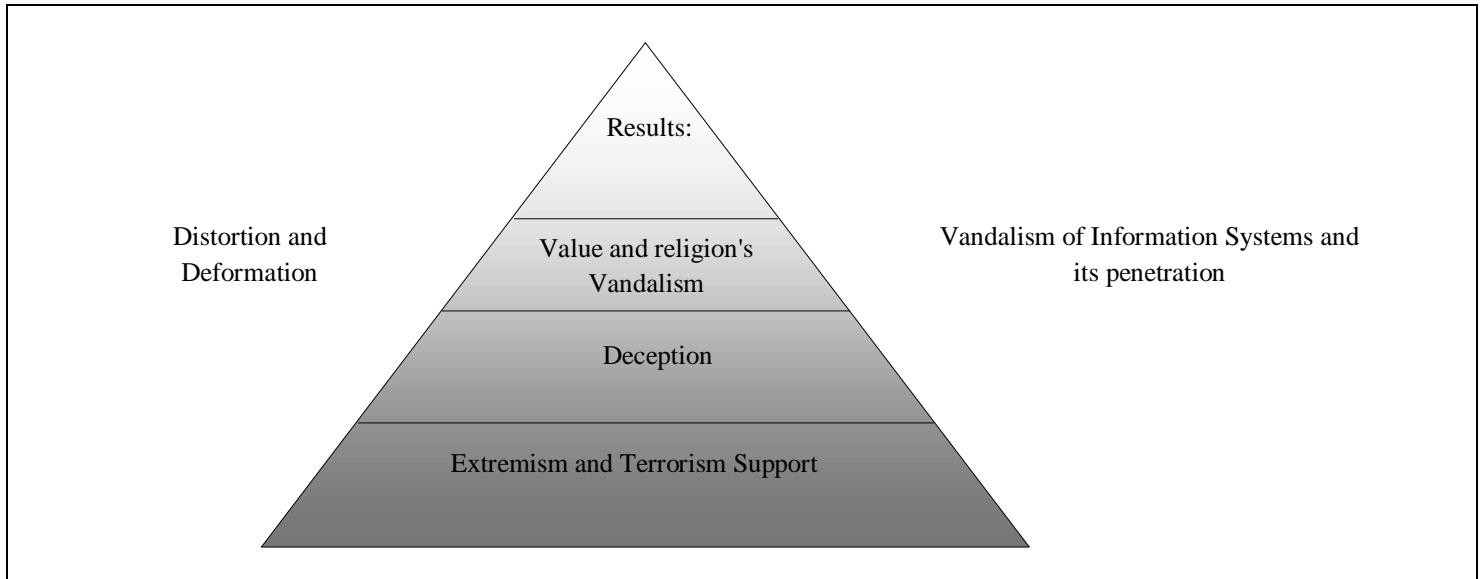 Results:
Distortion and
Deformation
Value and religion's
Vandalism
Vandalism of Information Systems and
its penetration
Deception
Extremism and Terrorism Support